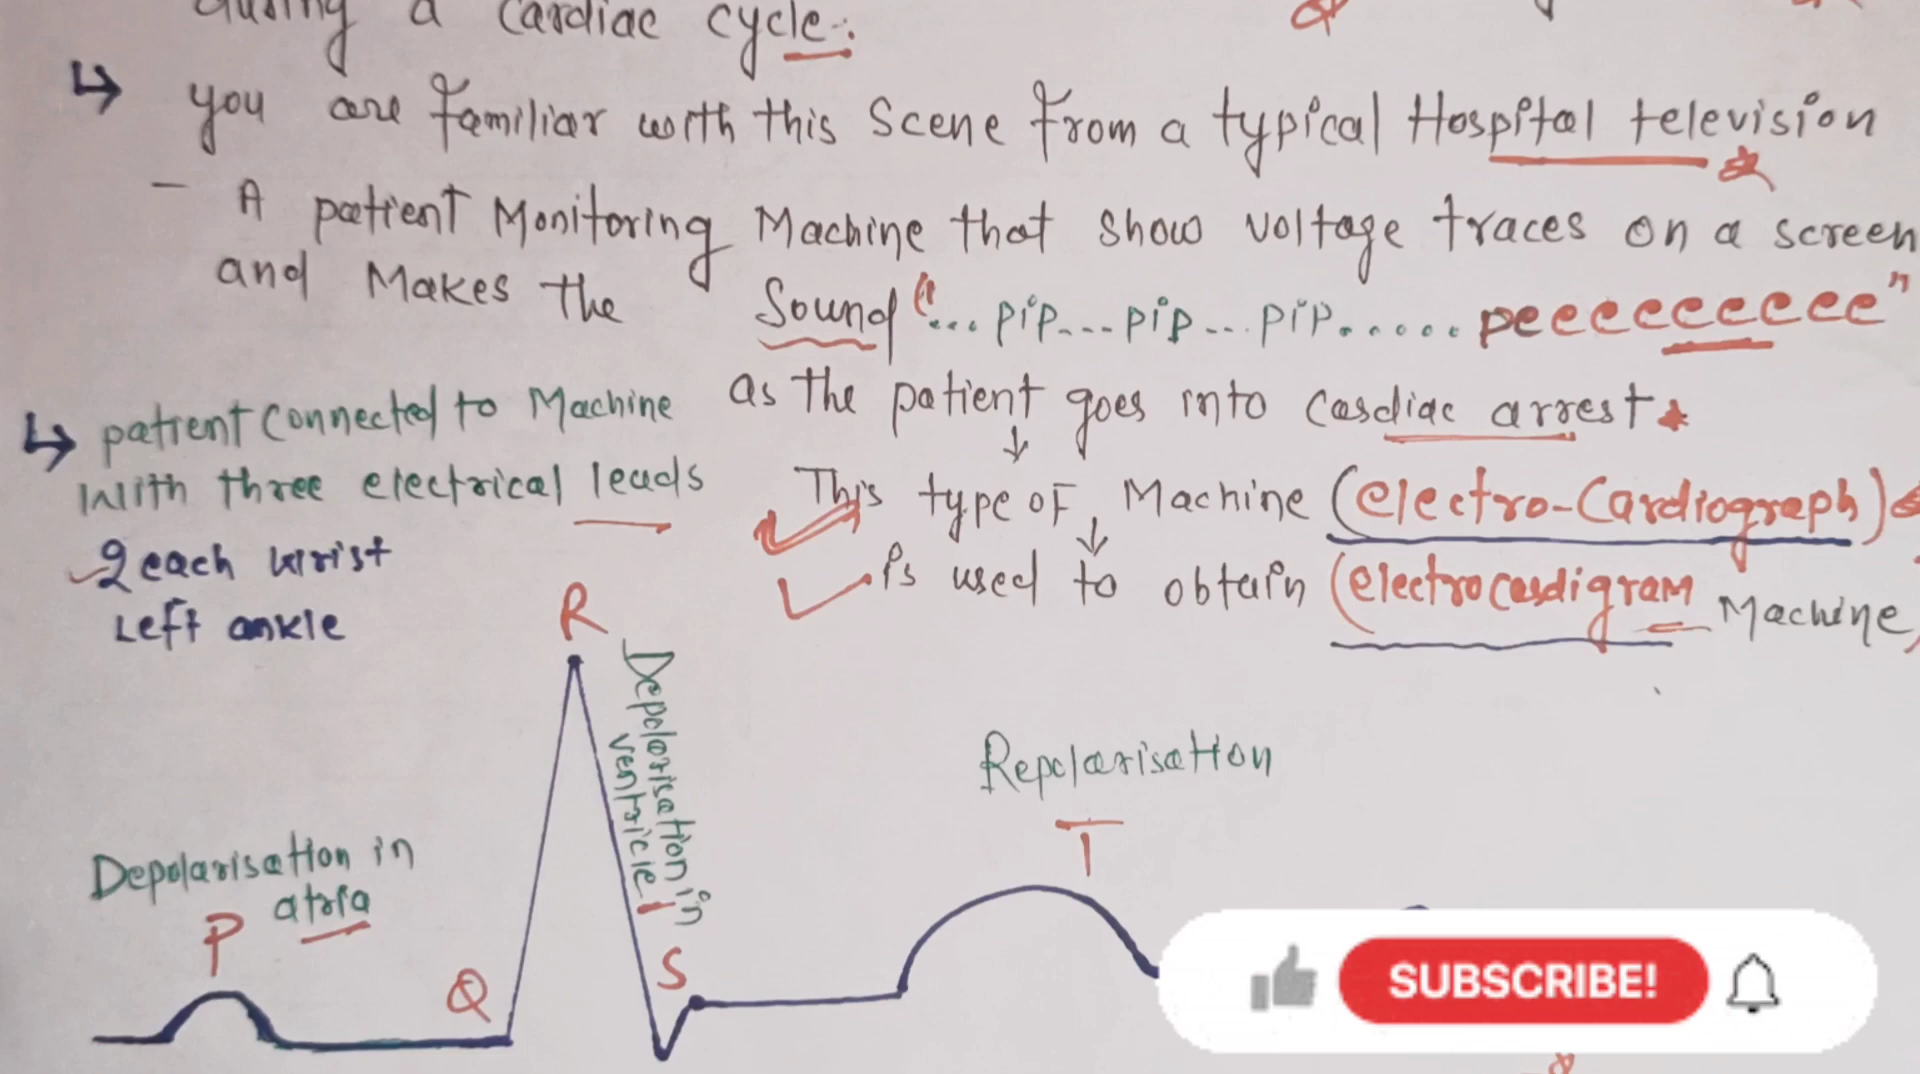 during a cardiac cycle:
↳ you are familiar with this scene from a typical Hospital television
- A patient Monitoring Machine that show voltage traces on a screen
and Makes the Sound "... pip---pip...pip...... peeeeeeeee"
as the patient goes into cardiac arrest
↳ patient connected to Machine
With three electrical leads
2 each wrist
Left ankle
This type of Machine (electro-Cardiograph)
is used to obtain (electrocardigram Machine
R
Depolarisation in
ventricle
Repolarisation
T
Depolarisation in
atria
P
Q
S
SUBSCRIBE!